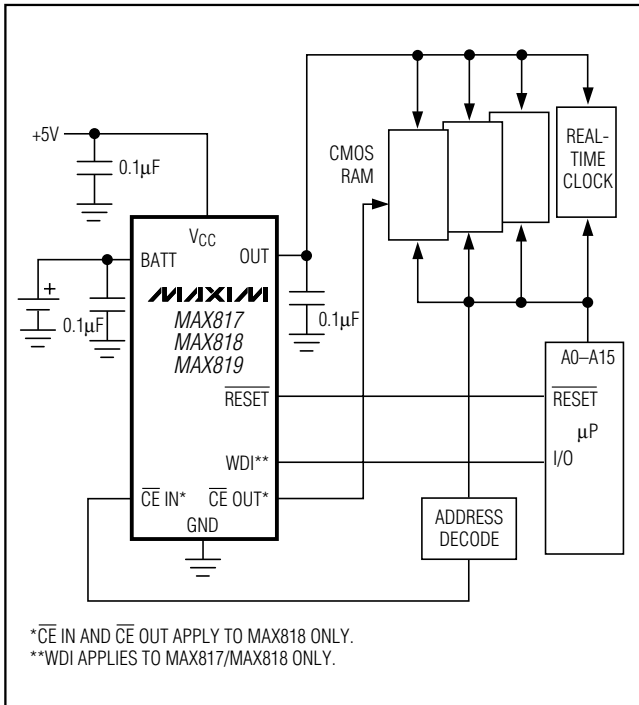 +5V
0.1μF
VCC
BATT
OUT
+
0.1μF
MAXIM
MAX817
MAX818
MAX819
0.1μF
RESET
WDI**
CE IN*
CE OUT*
GND
CMOS
RAM
REAL-
TIME
CLOCK
A0–A15
RESET
μP
I/O
ADDRESS
DECODE
*CE IN AND CE OUT APPLY TO MAX818 ONLY.
**WDI APPLIES TO MAX817/MAX818 ONLY.